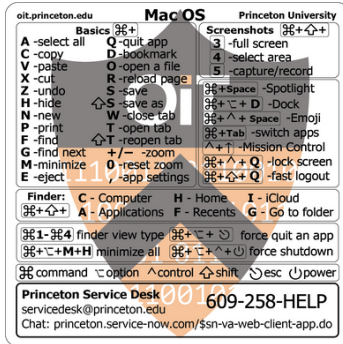 oit.princeton.edu Mac OS Princeton University
Basics ⌘+
A -select all Q -quit app
C -copy D -bookmark
V -paste O -open a file
X -cut R -reload page
Z -undo S -save
H -hide ⇧S -save as
N -new W -close tab
P -print T -open tab
F -find ⇧T -reopen tab
G -find next +/− -zoom
M -minimize 0 -reset zoom
E -eject , -app settings
Screenshots ⌘+⇧+
3 -full screen
4 -select area
5 -capture/record
⌘+Space -Spotlight
⌘+⌥+D -Dock
⌘+^+Space -Emoji
⌘+Tab -switch apps
^+↑ -Mission Control
⌘+^+Q -lock screen
⌘+⇧+Q -fast logout
Finder: C - Computer H - Home I - iCloud
⌘+⇧+ A - Applications F - Recents G - Go to folder
⌘1-⌘4 finder view type ⌘+⌥+⎋ force quit an app
⌘+⌥+M+H minimize all ⌘+⌥+^+⏻ force shutdown
⌘command ⌥option ^control ⇧shift ⎋esc ⏻power
Princeton Service Desk
servicedesk@princeton.edu 609-258-HELP
Chat: princeton.service-now.com/$sn-va-web-client-app.do